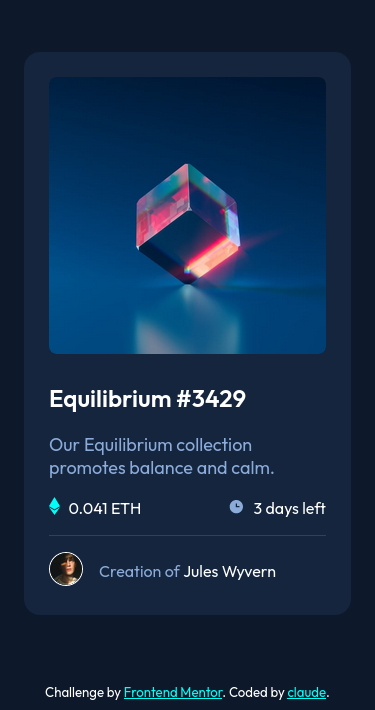 Equilibrium #3429
Our Equilibrium collection
promotes balance and calm.
0.041 ETH 3 days left
Creation of Jules Wyvern
Challenge by Frontend Mentor. Coded by claude.